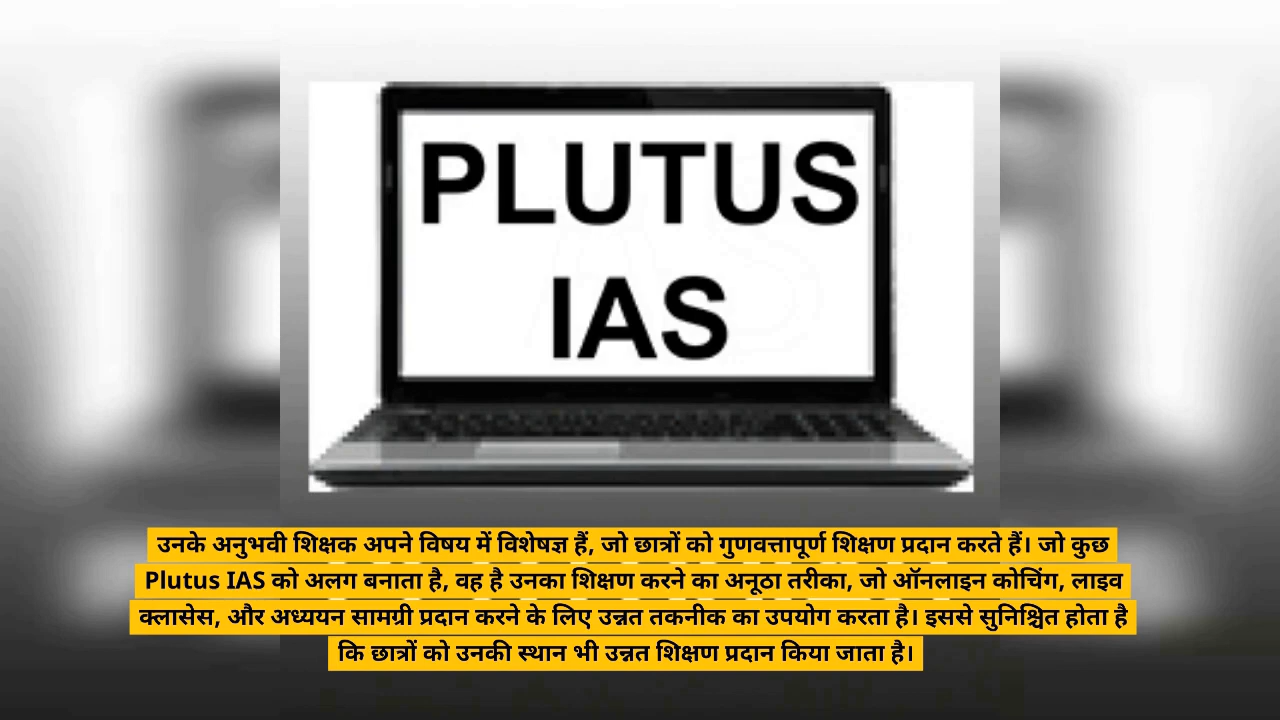 PLUTUS
IAS
उनके अनुभवी शिक्षक अपने विषय में विशेषज्ञ हैं, जो छात्रों को गुणवत्तापूर्ण शिक्षण प्रदान करते हैं। जो कुछ
Plutus IAS को अलग बनाता है, वह है उनका शिक्षण करने का अनूठा तरीका, जो ऑनलाइन कोचिंग, लाइव
क्लासेस, और अध्ययन सामग्री प्रदान करने के लिए उन्नत तकनीक का उपयोग करता है। इससे सुनिश्चित होता है
कि छात्रों को उनकी स्थान भी उन्नत शिक्षण प्रदान किया जाता है।